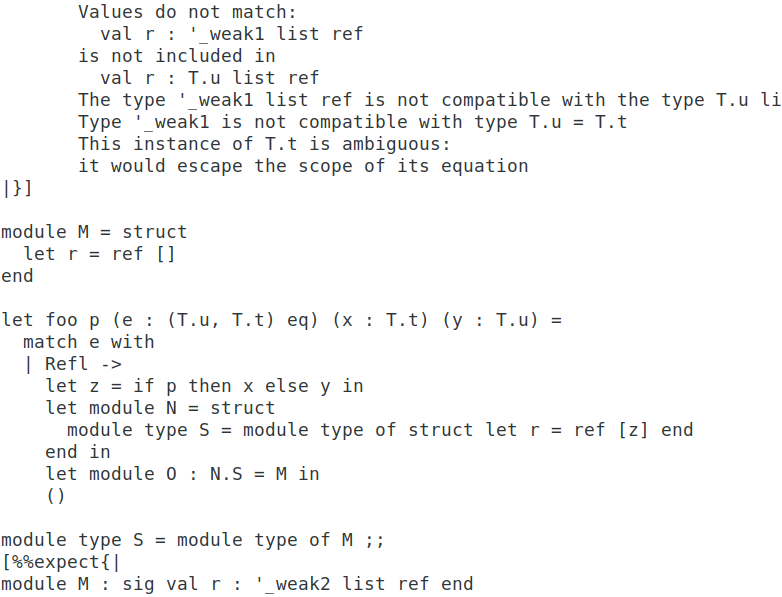 Values do not match:
val r : '_weak1 list ref
is not included in
val r : T.u list ref
The type '_weak1 list ref is not compatible with the type T.u li
Type '_weak1 is not compatible with type T.u = T.t
This instance of T.t is ambiguous:
it would escape the scope of its equation
|}]
module M = struct
let r = ref []
end
let foo p (e : (T.u, T.t) eq) (x : T.t) (y : T.u) =
match e with
| Refl ->
let z = if p then x else y in
let module N = struct
module type S = module type of struct let r = ref [z] end
end in
let module O : N.S = M in
()
module type S = module type of M ;;
[%%expect{|
module M : sig val r : '_weak2 list ref end